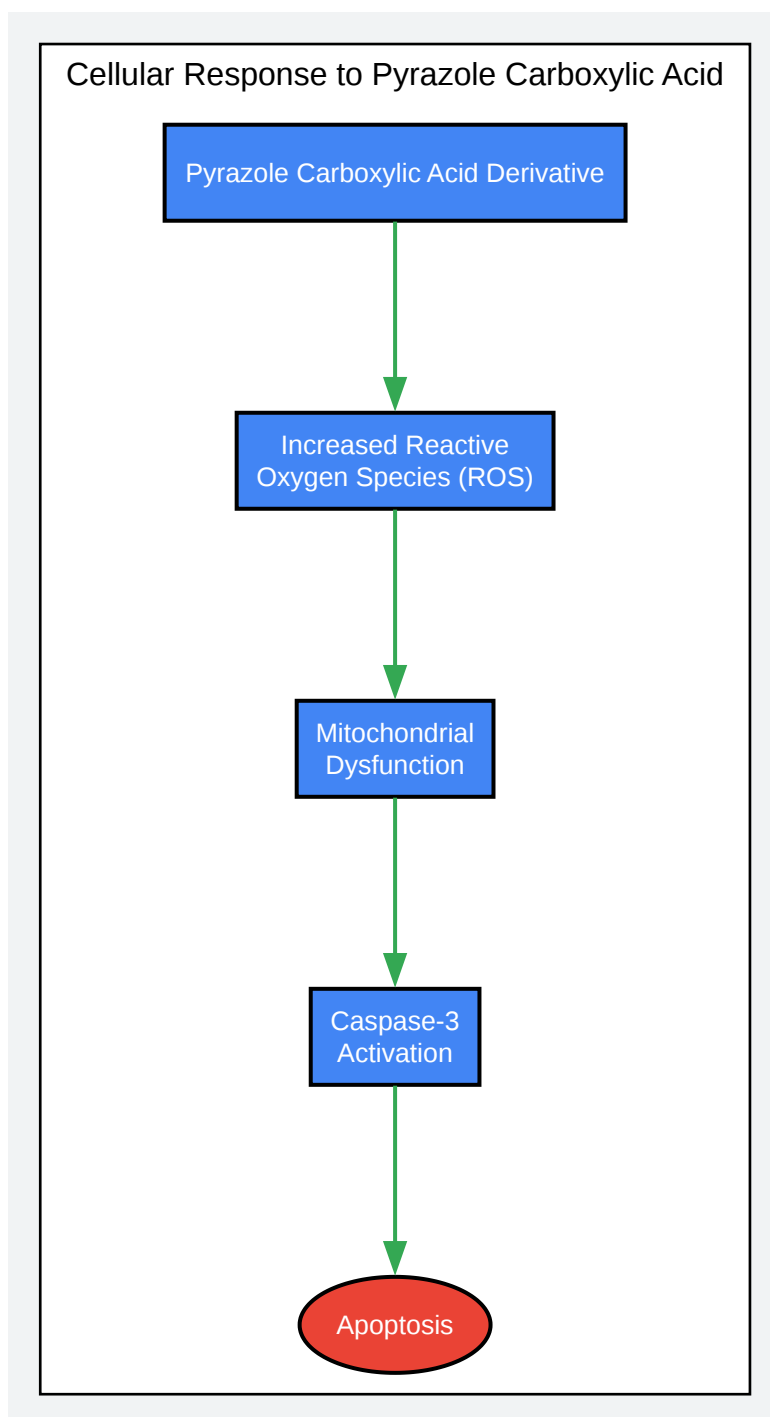 Cellular Response to Pyrazole Carboxylic Acid
Pyrazole Carboxylic Acid Derivative
Increased Reactive
Oxygen Species (ROS)
Mitochondrial
Dysfunction
Caspase-3
Activation
Apoptosis